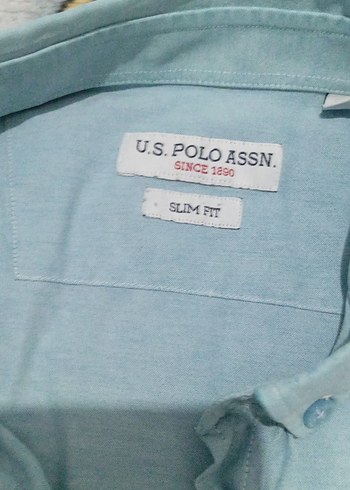 U.S. POLO ASSN.
SINCE 1890
SLIM FIT